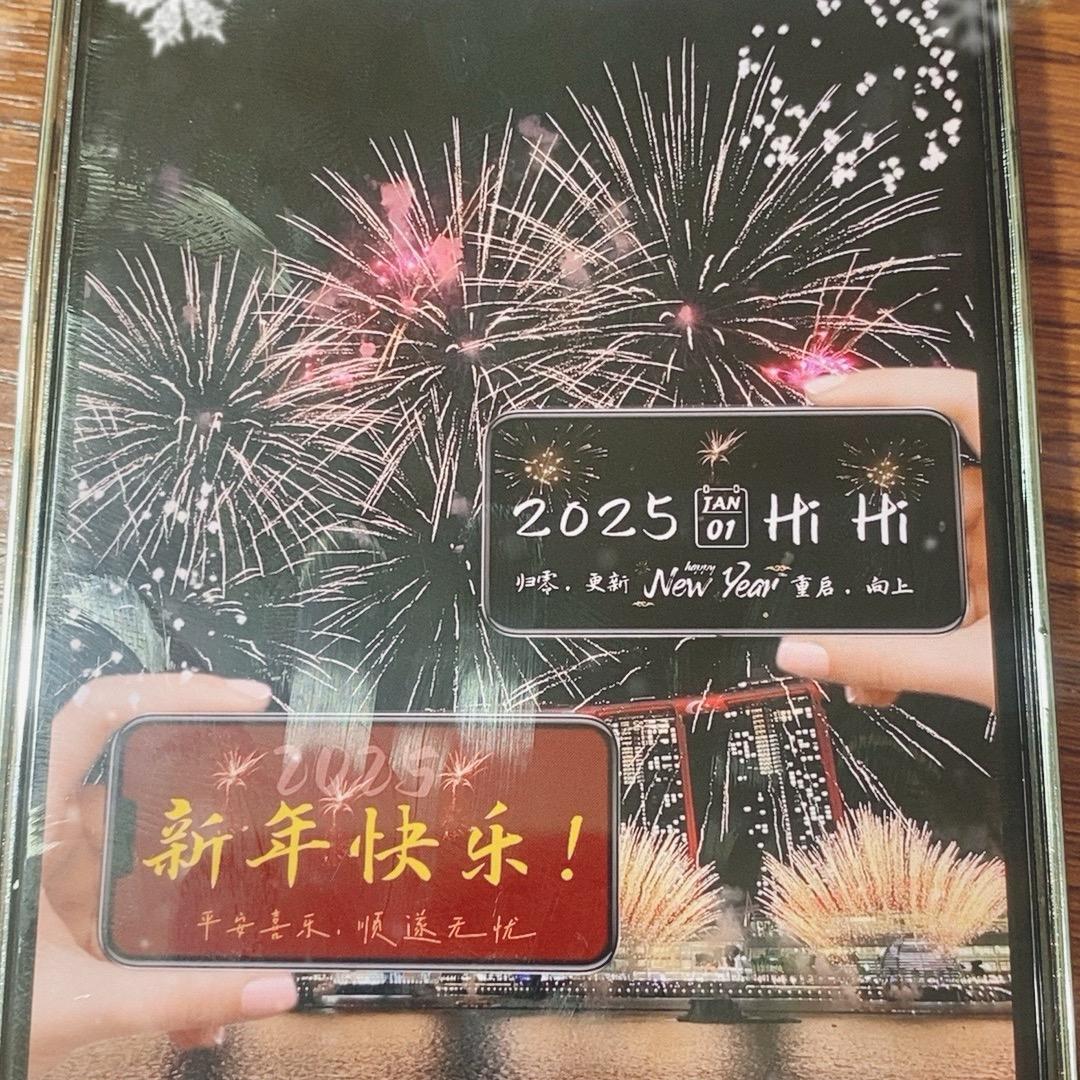 2025 JAN 01 Hi Hi
归零，更新 happy New Year 重启，向上
2025
新年快乐！
平安喜乐，顺遂无忧